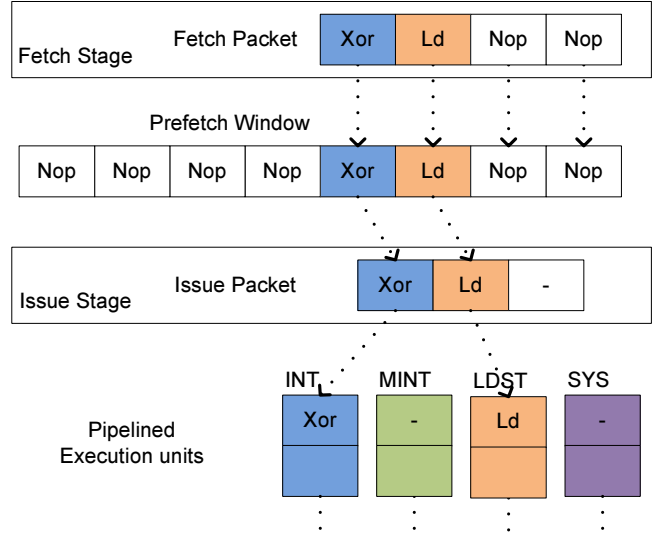 Fetch Packet Xor Ld Nop Nop
Fetch Stage
Prefetch Window
Nop Nop Nop Nop Xor Ld Nop Nop
Issue Packet Xor Ld -
Issue Stage
INT MINT LDST SYS
Xor - Ld -
Pipelined
Execution units